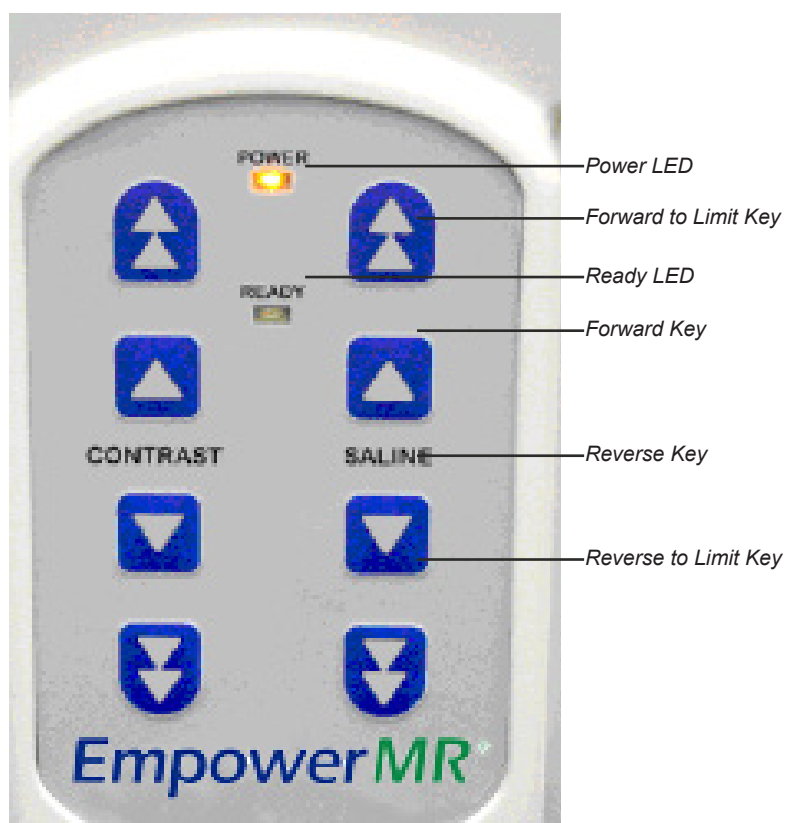 POWER
Power LED
Forward to Limit Key
Ready LED
READY
Forward Key
CONTRAST
SALINE
Reverse Key
Reverse to Limit Key
EmpowerMR®